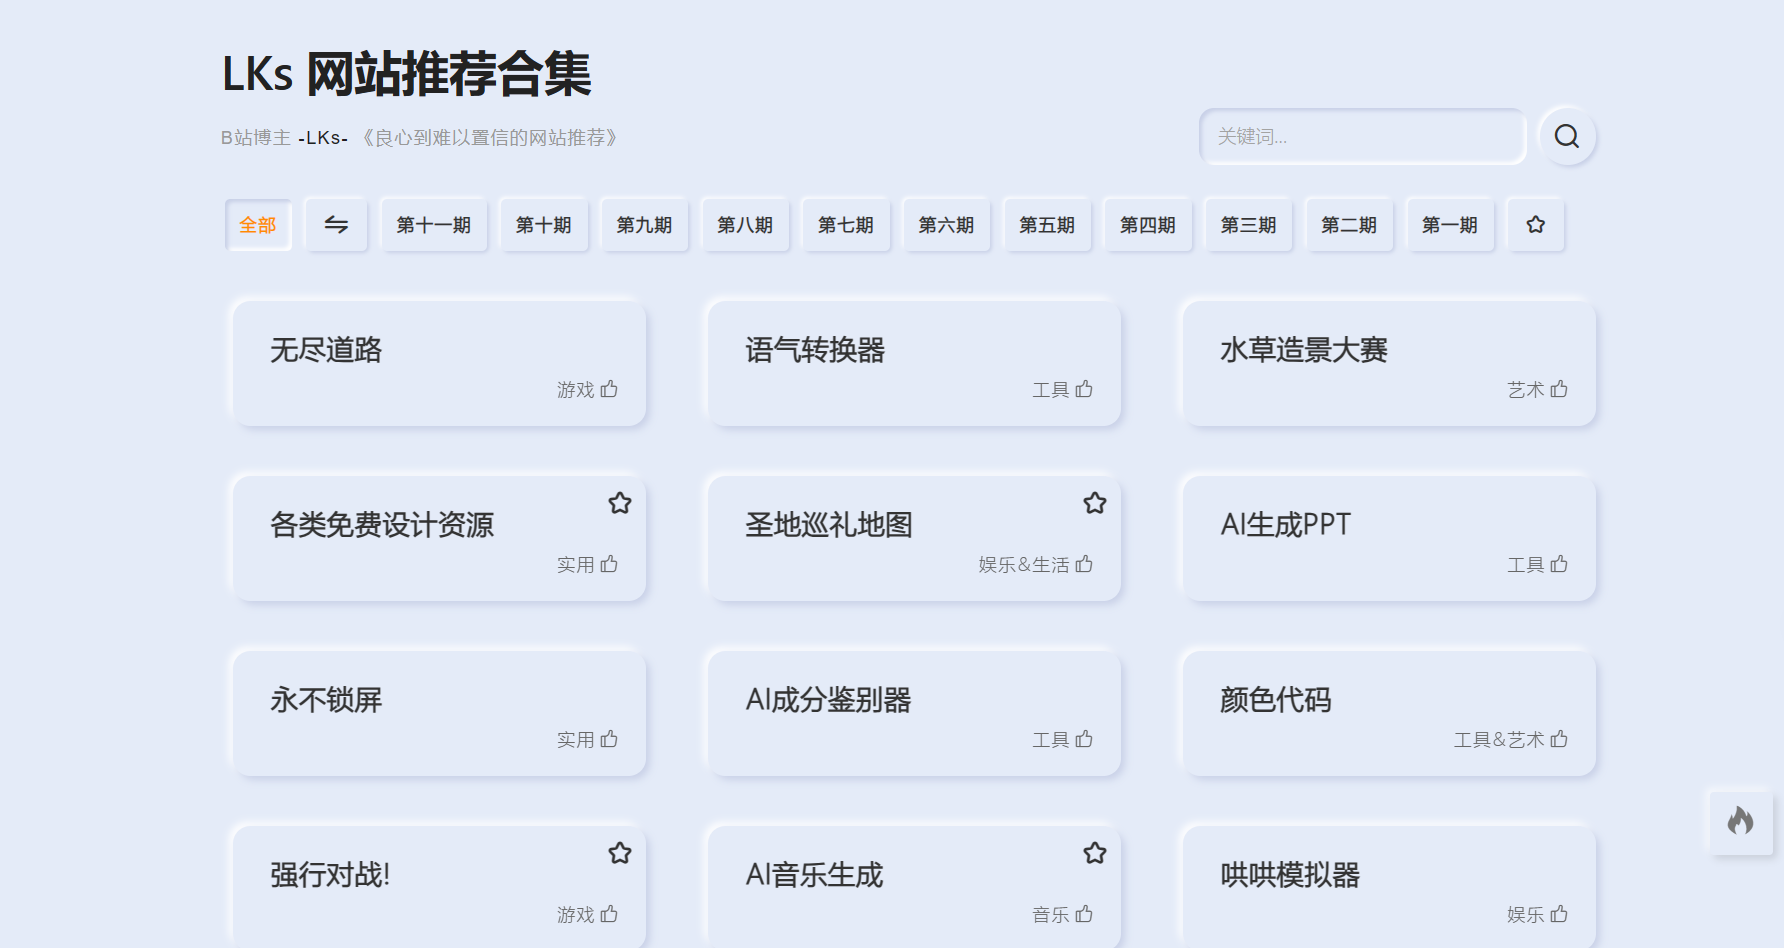 LKs 网站推荐合集
B站博主 -LKs- 《良心到难以置信的网站推荐》
关键词...
全部 第十一期 第十期 第九期 第八期 第七期 第六期 第五期 第四期 第三期 第二期 第一期
无尽道路
游戏
语气转换器
工具
水草造景大赛
艺术
各类免费设计资源
实用
圣地巡礼地图
娱乐&生活
AI生成PPT
工具
永不锁屏
实用
AI成分鉴别器
工具
颜色代码
工具&艺术
强行对战!
游戏
AI音乐生成
音乐
哄哄模拟器
娱乐